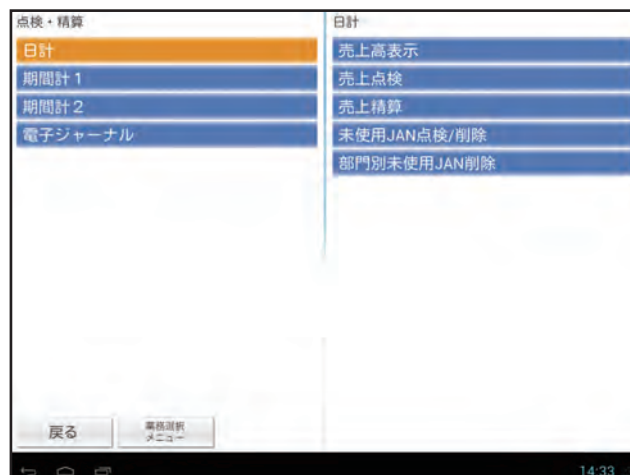 点検・精算
日計
期間計1
期間計2
電子ジャーナル
日計
売上高表示
売上点検
売上精算
未使用JAN点検/削除
部門別未使用JAN削除
戻る
業務選択
メニュー
14:33